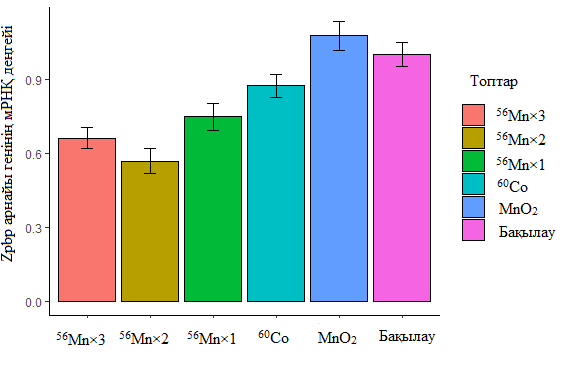 Zpbp арнайы генінің мРНҚ деңгейі
0.9
0.6
0.3
0.0
⁵⁶Mn×3 ⁵⁶Mn×2 ⁵⁶Mn×1 ⁶⁰Co MnO₂ Бақылау
Топтар
⁵⁶Mn×3
⁵⁶Mn×2
⁵⁶Mn×1
⁶⁰Co
MnO₂
Бақылау